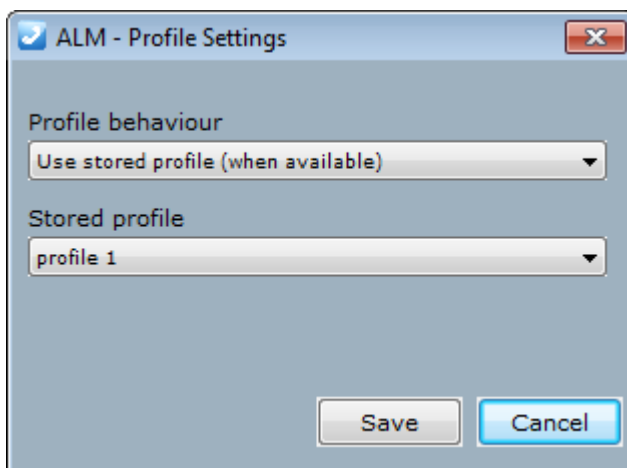 ALM - Profile Settings
Profile behaviour
Use stored profile (when available)
Stored profile
profile 1
Save Cancel